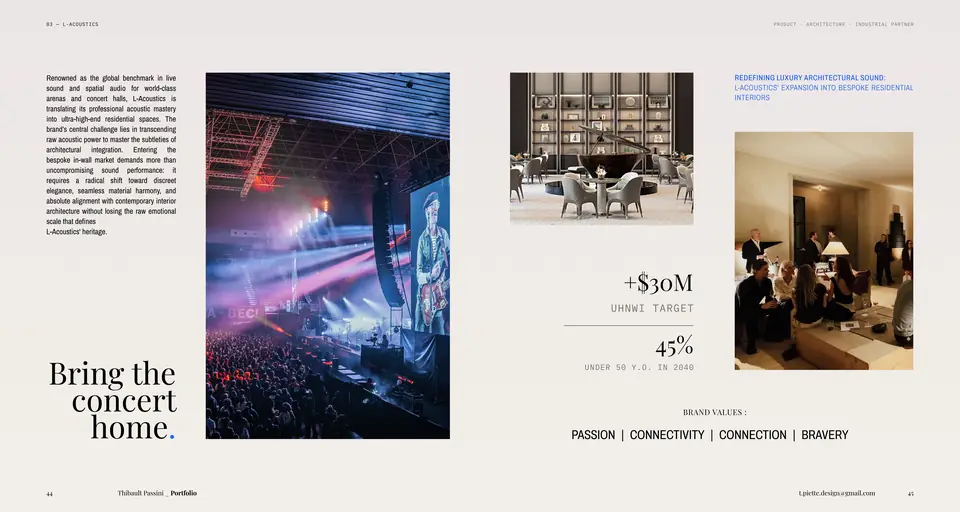 03 — L-ACOUSTICS
PRODUCT · ARCHITECTURE · INDUSTRIAL PARTNER
Renowned as the global benchmark in live
sound and spatial audio for world-class
arenas and concert halls, L-Acoustics is
translating its professional acoustic mastery
into ultra-high-end residential spaces. The
brand's central challenge lies in transcending
raw acoustic power to master the subtleties of
architectural integration. Entering the
bespoke in-wall market demands more than
uncompromising sound performance: it
requires a radical shift toward discreet
elegance, seamless material harmony, and
absolute alignment with contemporary interior
architecture without losing the raw emotional
scale that defines
L-Acoustics' heritage.
Bring the
concert
home.
REDEFINING LUXURY ARCHITECTURAL SOUND:
L-ACOUSTICS' EXPANSION INTO BESPOKE RESIDENTIAL
INTERIORS
+$30M
UHNWI TARGET
45%
UNDER 50 Y.O. IN 2040
BRAND VALUES :
PASSION | CONNECTIVITY | CONNECTION | BRAVERY
44
Thibault Passini _ Portfolio
t.piette.design@gmail.com
45